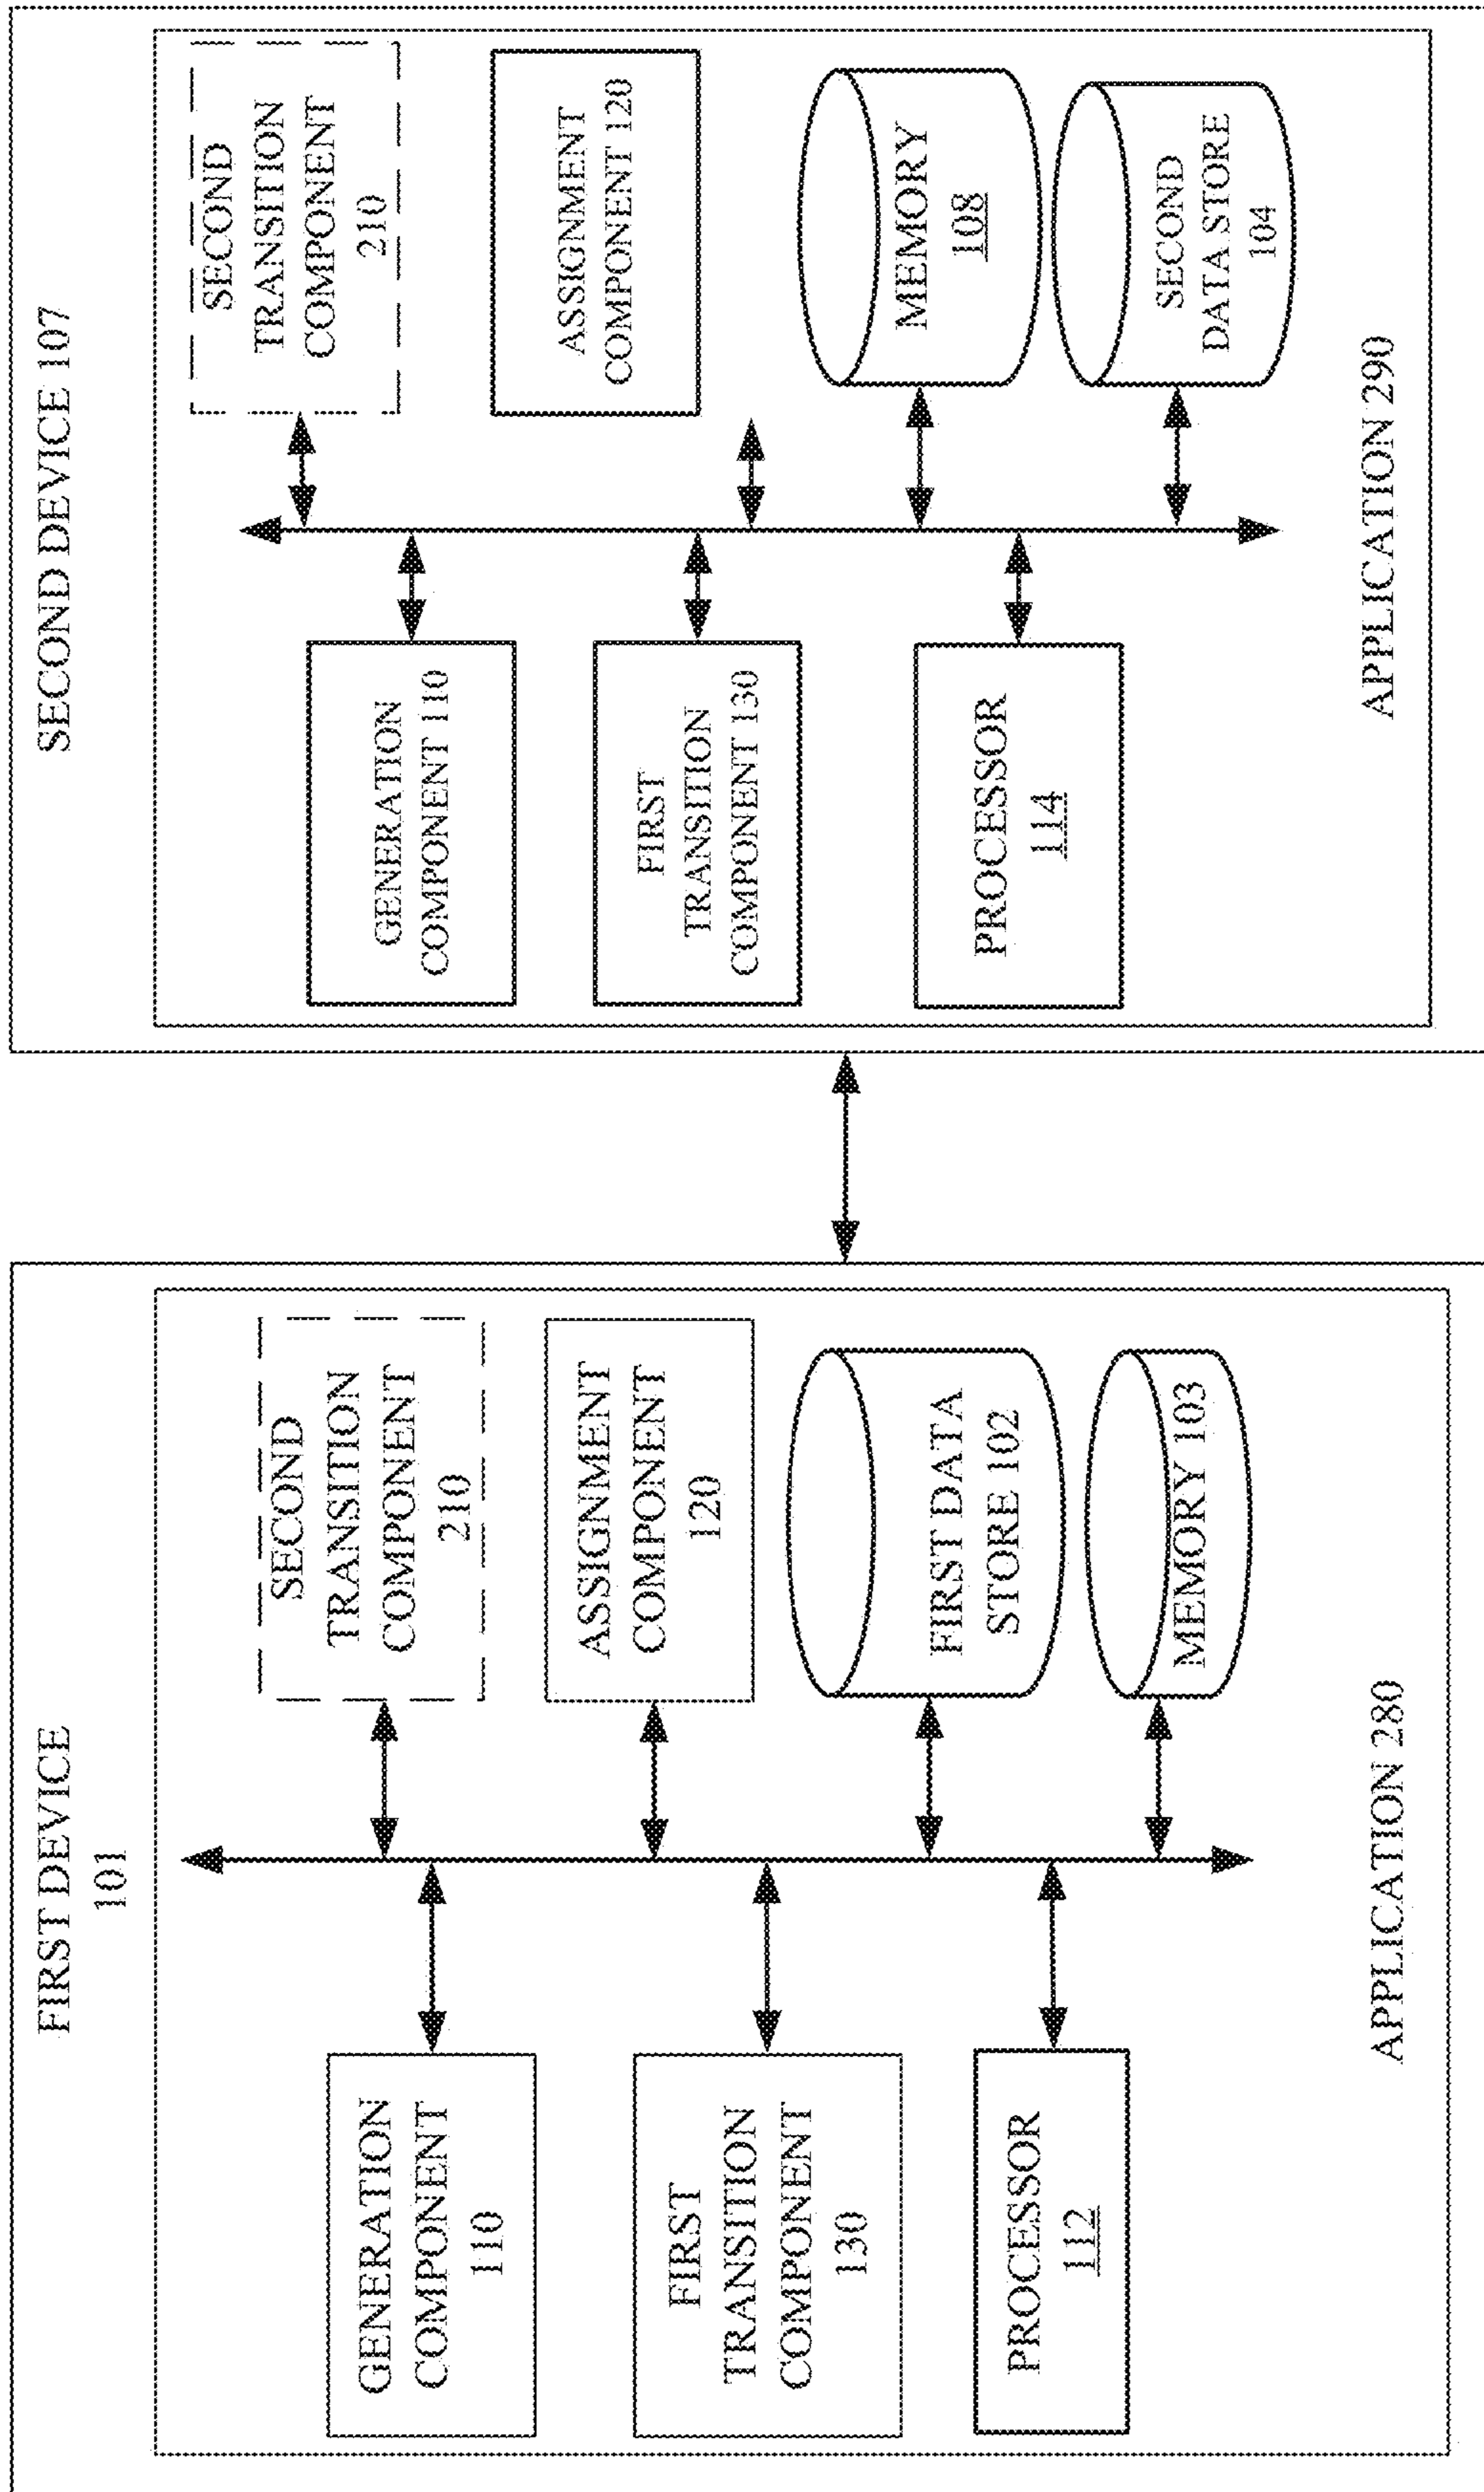 FIRST DEVICE
101
GENERATION
COMPONENT
110
FIRST
TRANSITION
COMPONENT
130
PROCESSOR
112
SECOND
TRANSITION
COMPONENT
210
ASSIGNMENT
COMPONENT
120
FIRST DATA
STORE 102
MEMORY 103
APPLICATION 280
SECOND DEVICE 107
GENERATION
COMPONENT 110
FIRST
TRANSITION
COMPONENT 130
PROCESSOR
114
SECOND
TRANSITION
COMPONENT
210
ASSIGNMENT
COMPONENT 120
MEMORY
108
SECOND
DATA STORE
104
APPLICATION 290